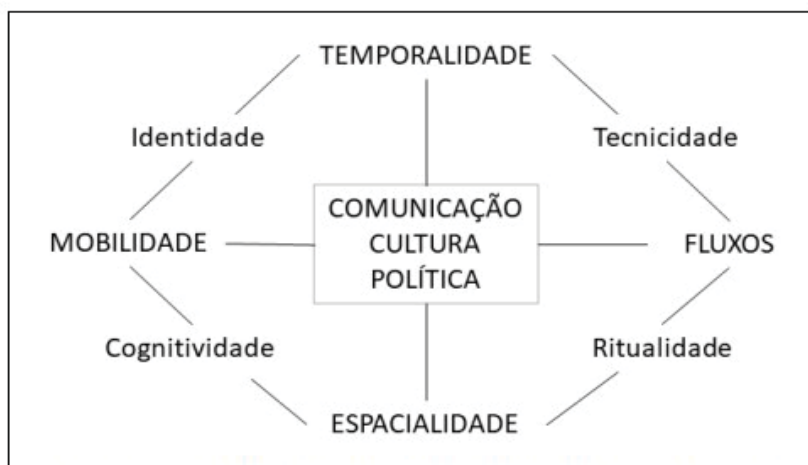 TEMPORALIDADE
Identidade
Tecnicidade
COMUNICAÇÃO
CULTURA
POLÍTICA
MOBILIDADE
FLUXOS
Cognitividade
Ritualidade
ESPACIALIDADE